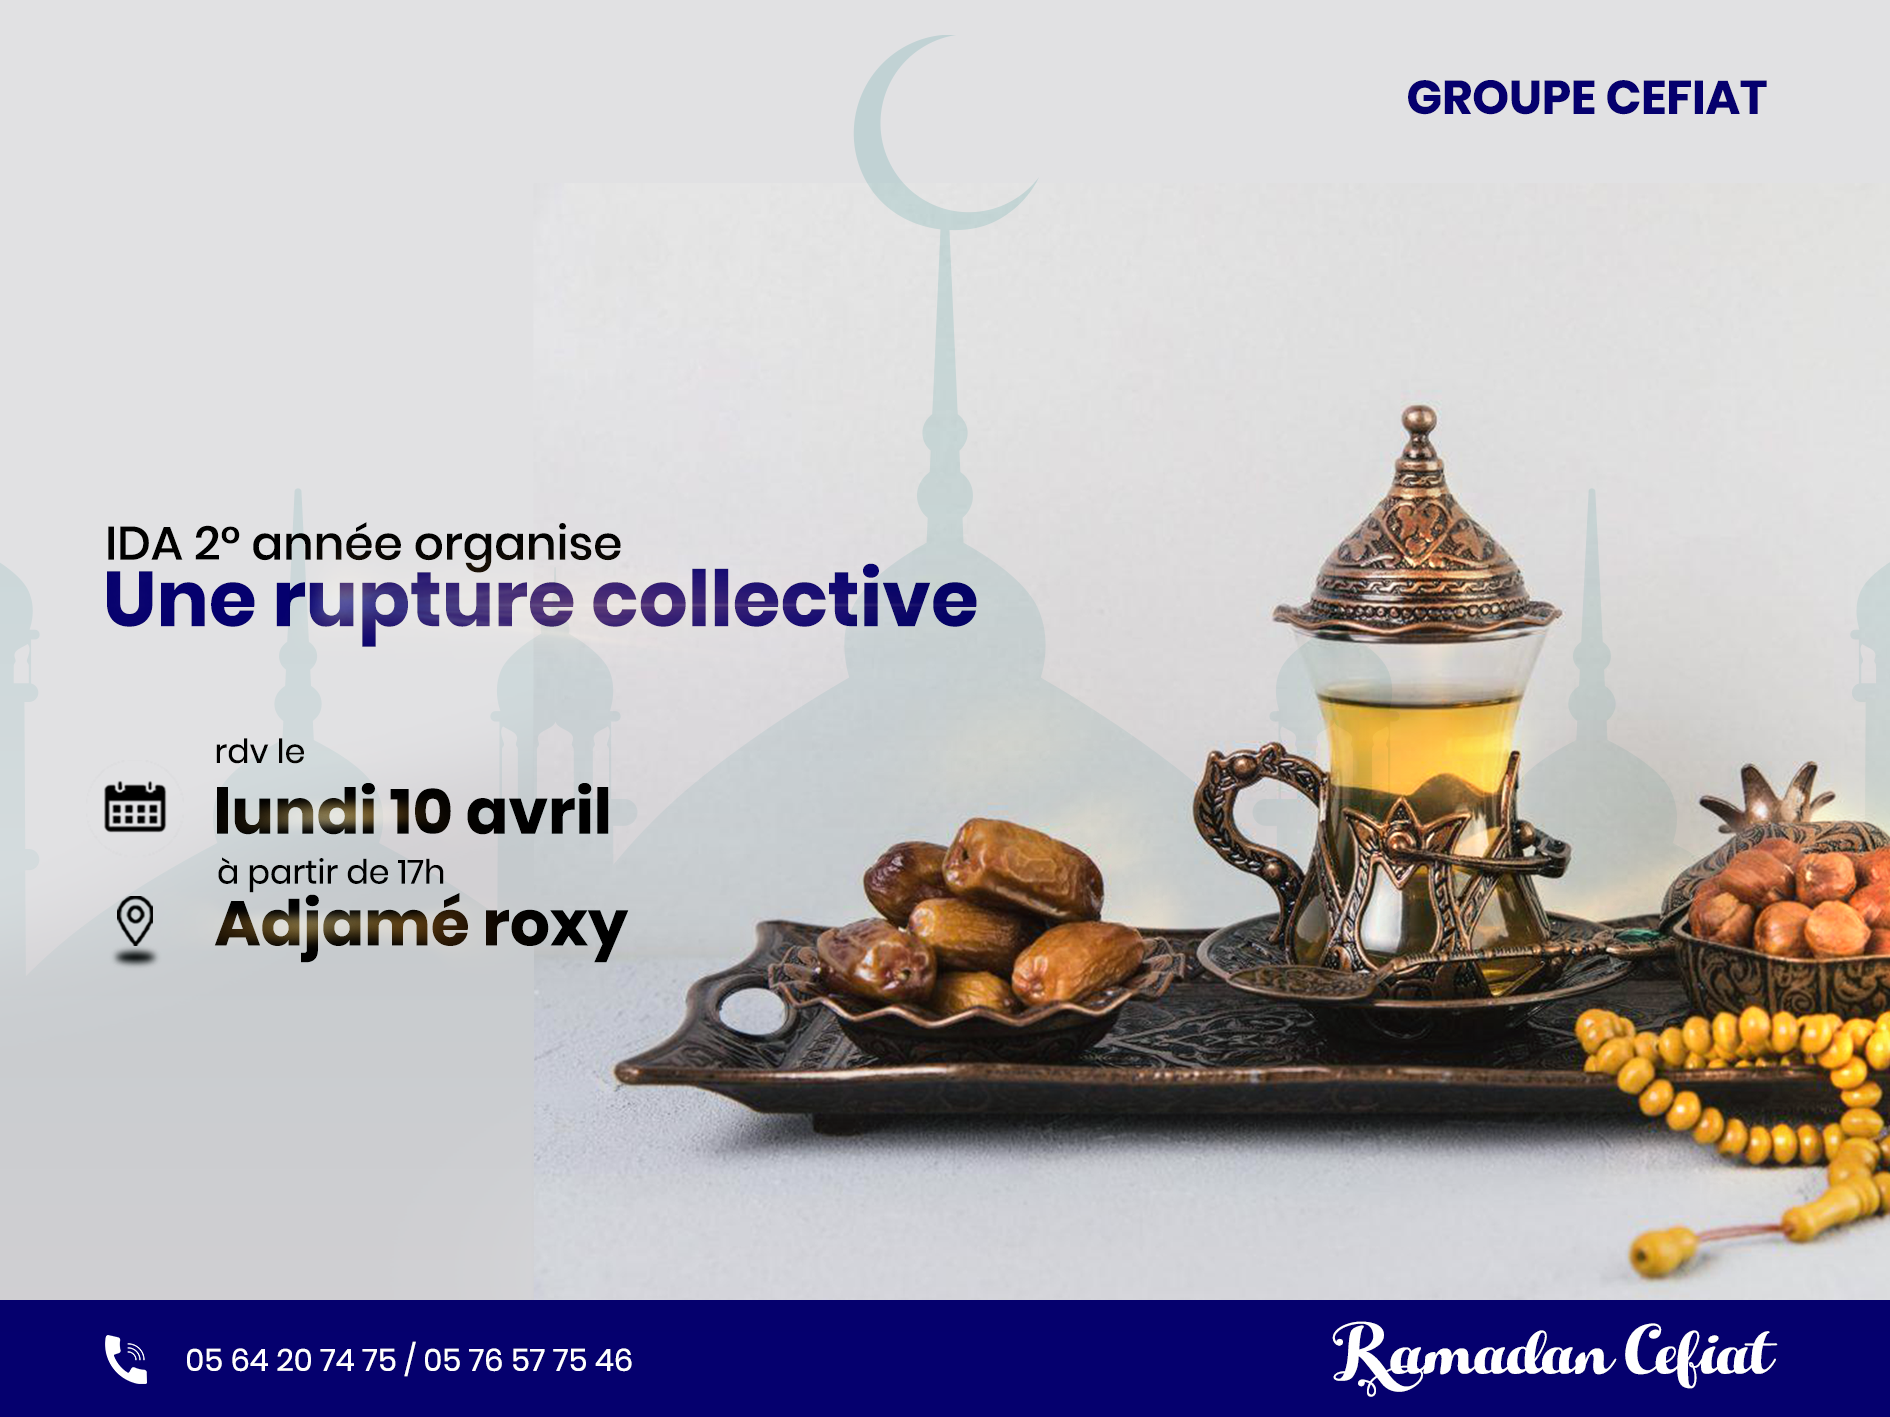 GROUPE CEFIAT
IDA 2° année organise
Une rupture collective
rdv le
lundi 10 avril
à partir de 17h
Adjamé roxy
05 64 20 74 75 / 05 76 57 75 46
Ramadan Cefiat